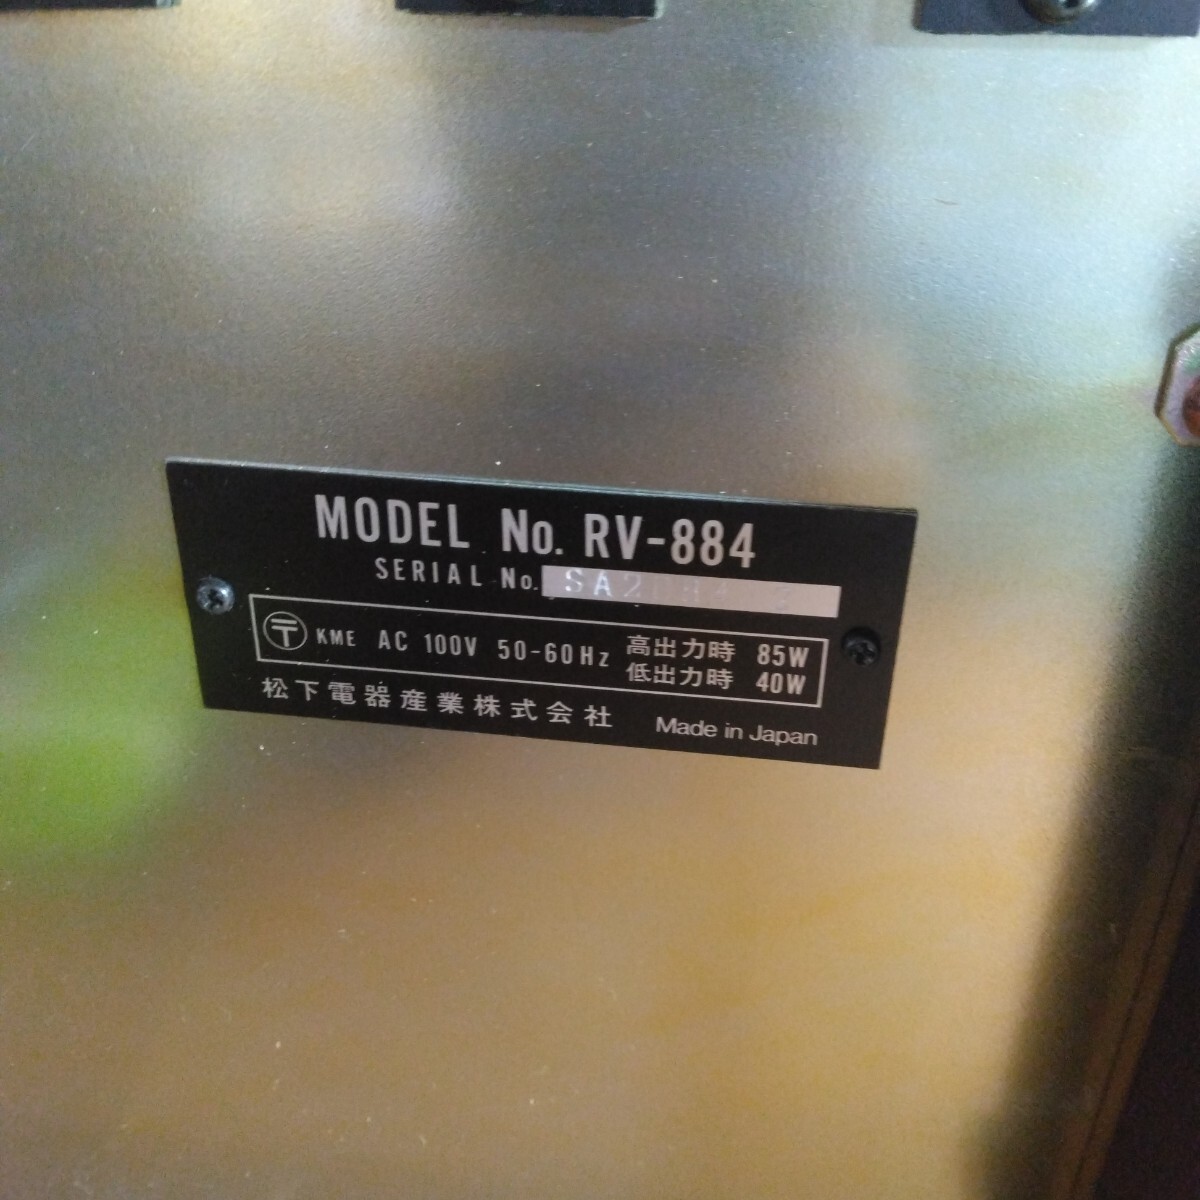 MODEL No. RV-884
SERIAL No.
〒 KME AC 100V 50-60Hz 高出力時 85W
低出力時 40W
松下電器産業株式会社 Made in Japan